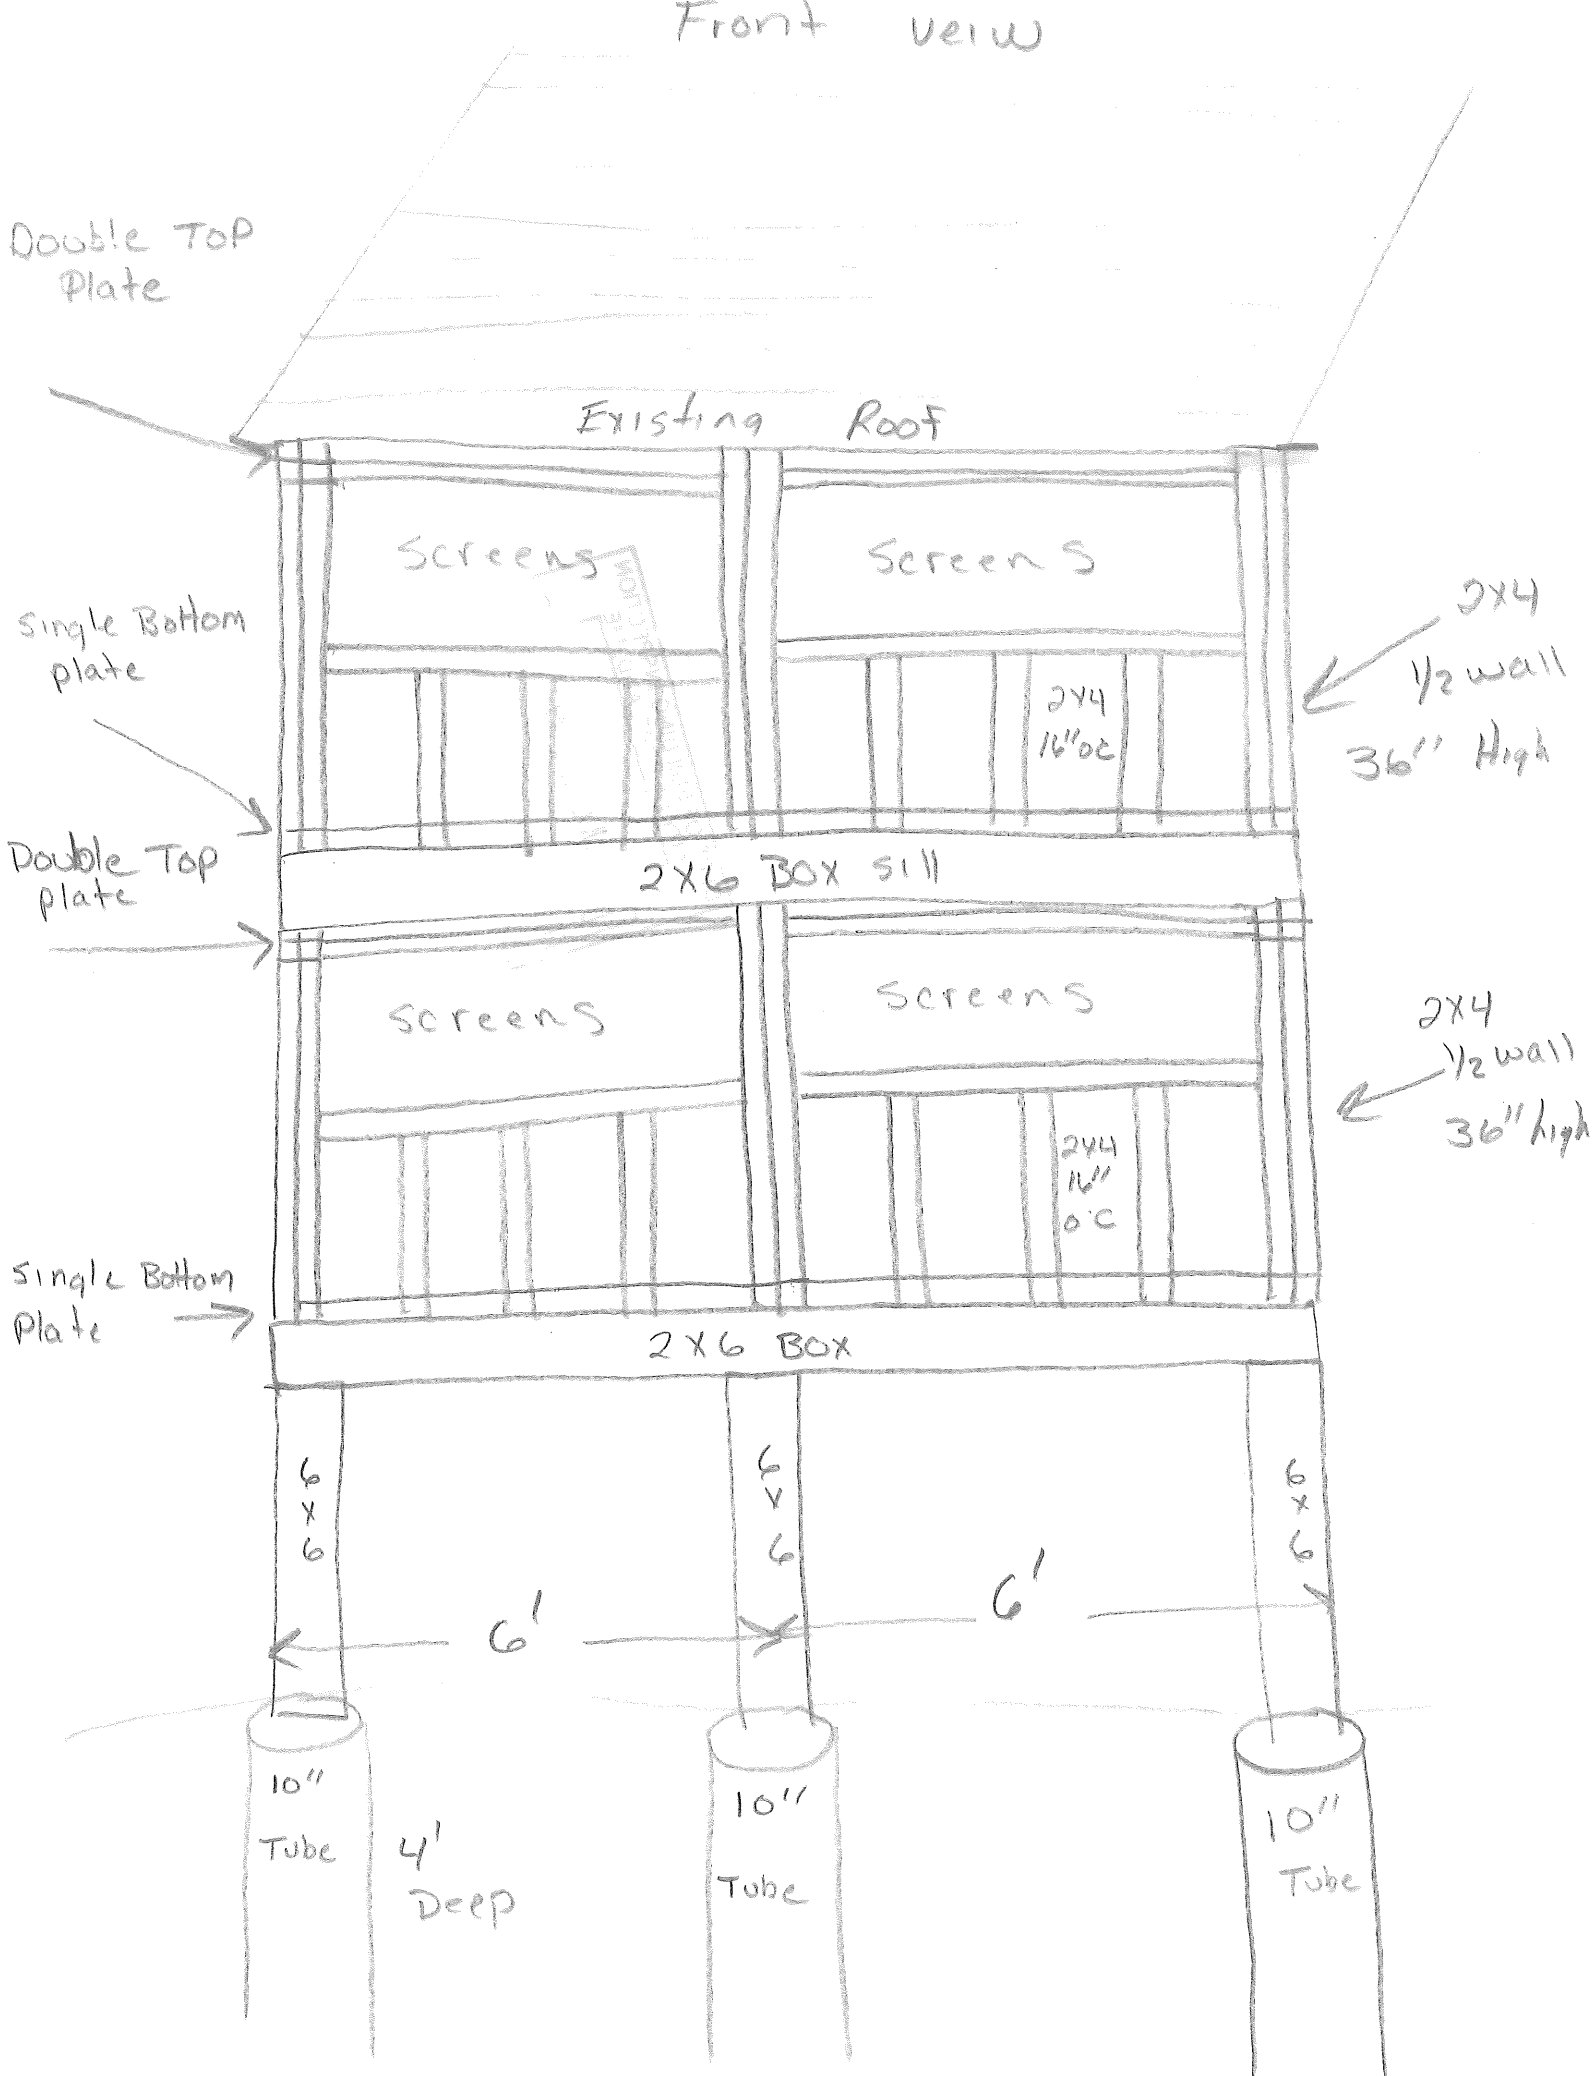 Front veiw
Double Top
Plate
Existing Roof
Screens
Screens
Single Bottom
plate
2x4
1/2 wall
36" High
2x4
16" oc
Double Top
plate
2x6 Box Sill
Screens
Screens
2x4
1/2 wall
36" high
2x4
16"
o'c
Single Bottom
Plate
2x6 Box
6
x
6
6
x
6
6
x
6
6'
6'
10"
Tube
4'
Deep
10"
Tube
10"
Tube